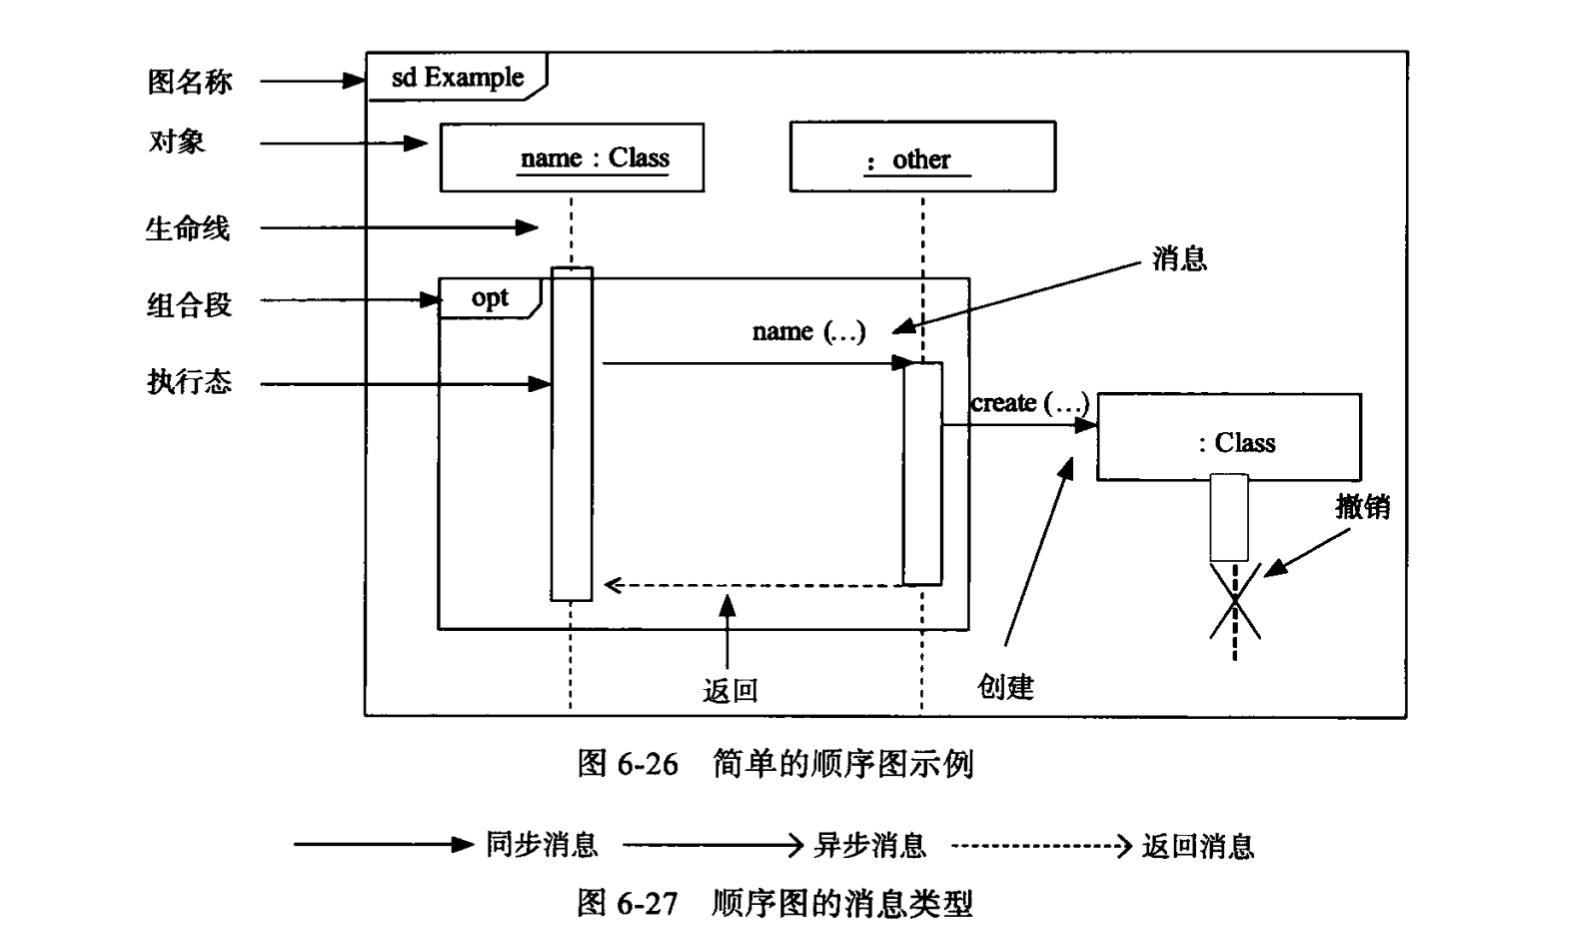 图名称
sd Example
对象
name : Class
: other
生命线
消息
组合段
opt
name (…)
执行态
create (…)
: Class
撤销
返回
创建
图 6-26 简单的顺序图示例
同步消息
异步消息
返回消息
图 6-27 顺序图的消息类型